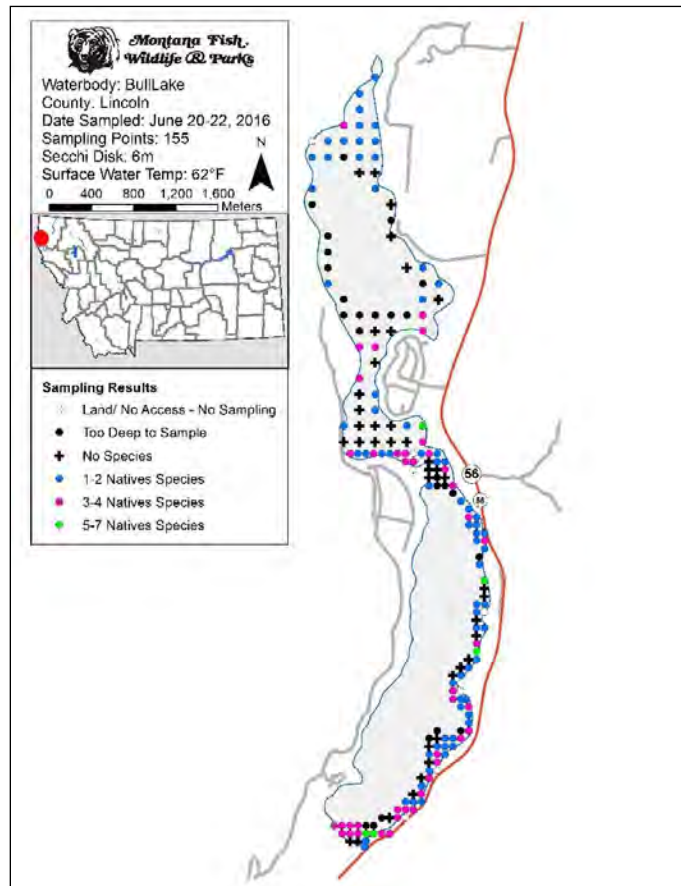 Montana Fish,
Wildlife & Parks
Waterbody: BullLake
County: Lincoln
Date Sampled: June 20-22, 2016
Sampling Points: 155
Secchi Disk: 6m
Surface Water Temp: 62°F
N
0 400 800 1,200 1,600
Meters
Sampling Results
Land/ No Access - No Sampling
Too Deep to Sample
No Species
1-2 Natives Species
3-4 Natives Species
5-7 Natives Species
56